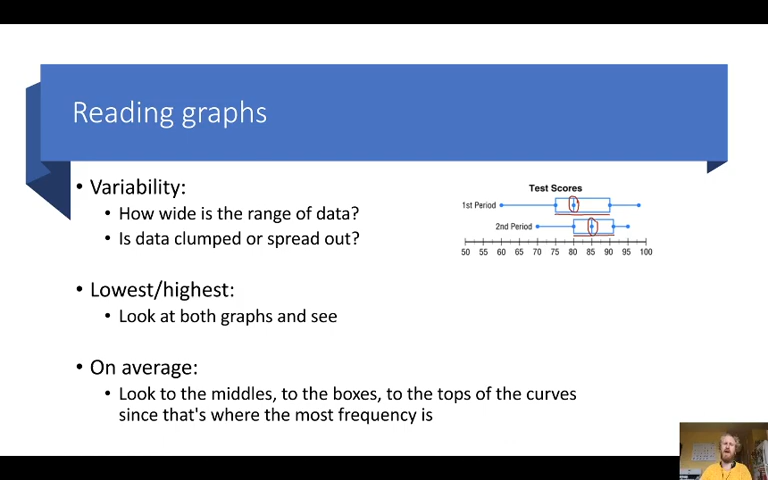 Reading graphs
• Variability:
• How wide is the range of data?
• Is data clumped or spread out?
• Lowest/highest:
• Look at both graphs and see
• On average:
• Look to the middles, to the boxes, to the tops of the curves
since that's where the most frequency is
Test Scores
1st Period
2nd Period
50 55 60 65 70 75 80 85 90 95 100